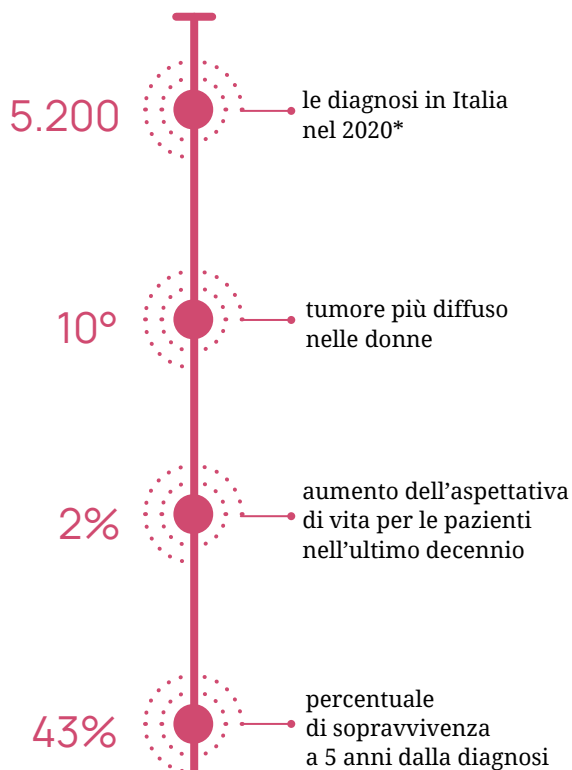 5.200
le diagnosi in Italia
nel 2020*
10°
tumore più diffuso
nelle donne
2%
aumento dell’aspettativa
di vita per le pazienti
nell’ultimo decennio
43%
percentuale
di sopravvivenza
a 5 anni dalla diagnosi